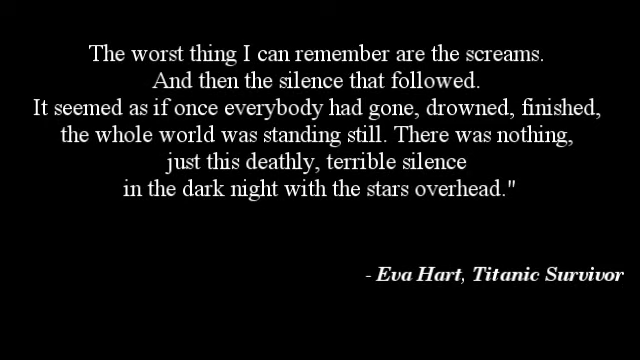 The worst thing I can remember are the screams.
And then the silence that followed.
It seemed as if once everybody had gone, drowned, finished,
the whole world was standing still. There was nothing,
just this deathly, terrible silence
in the dark night with the stars overhead."
- Eva Hart, Titanic Survivor